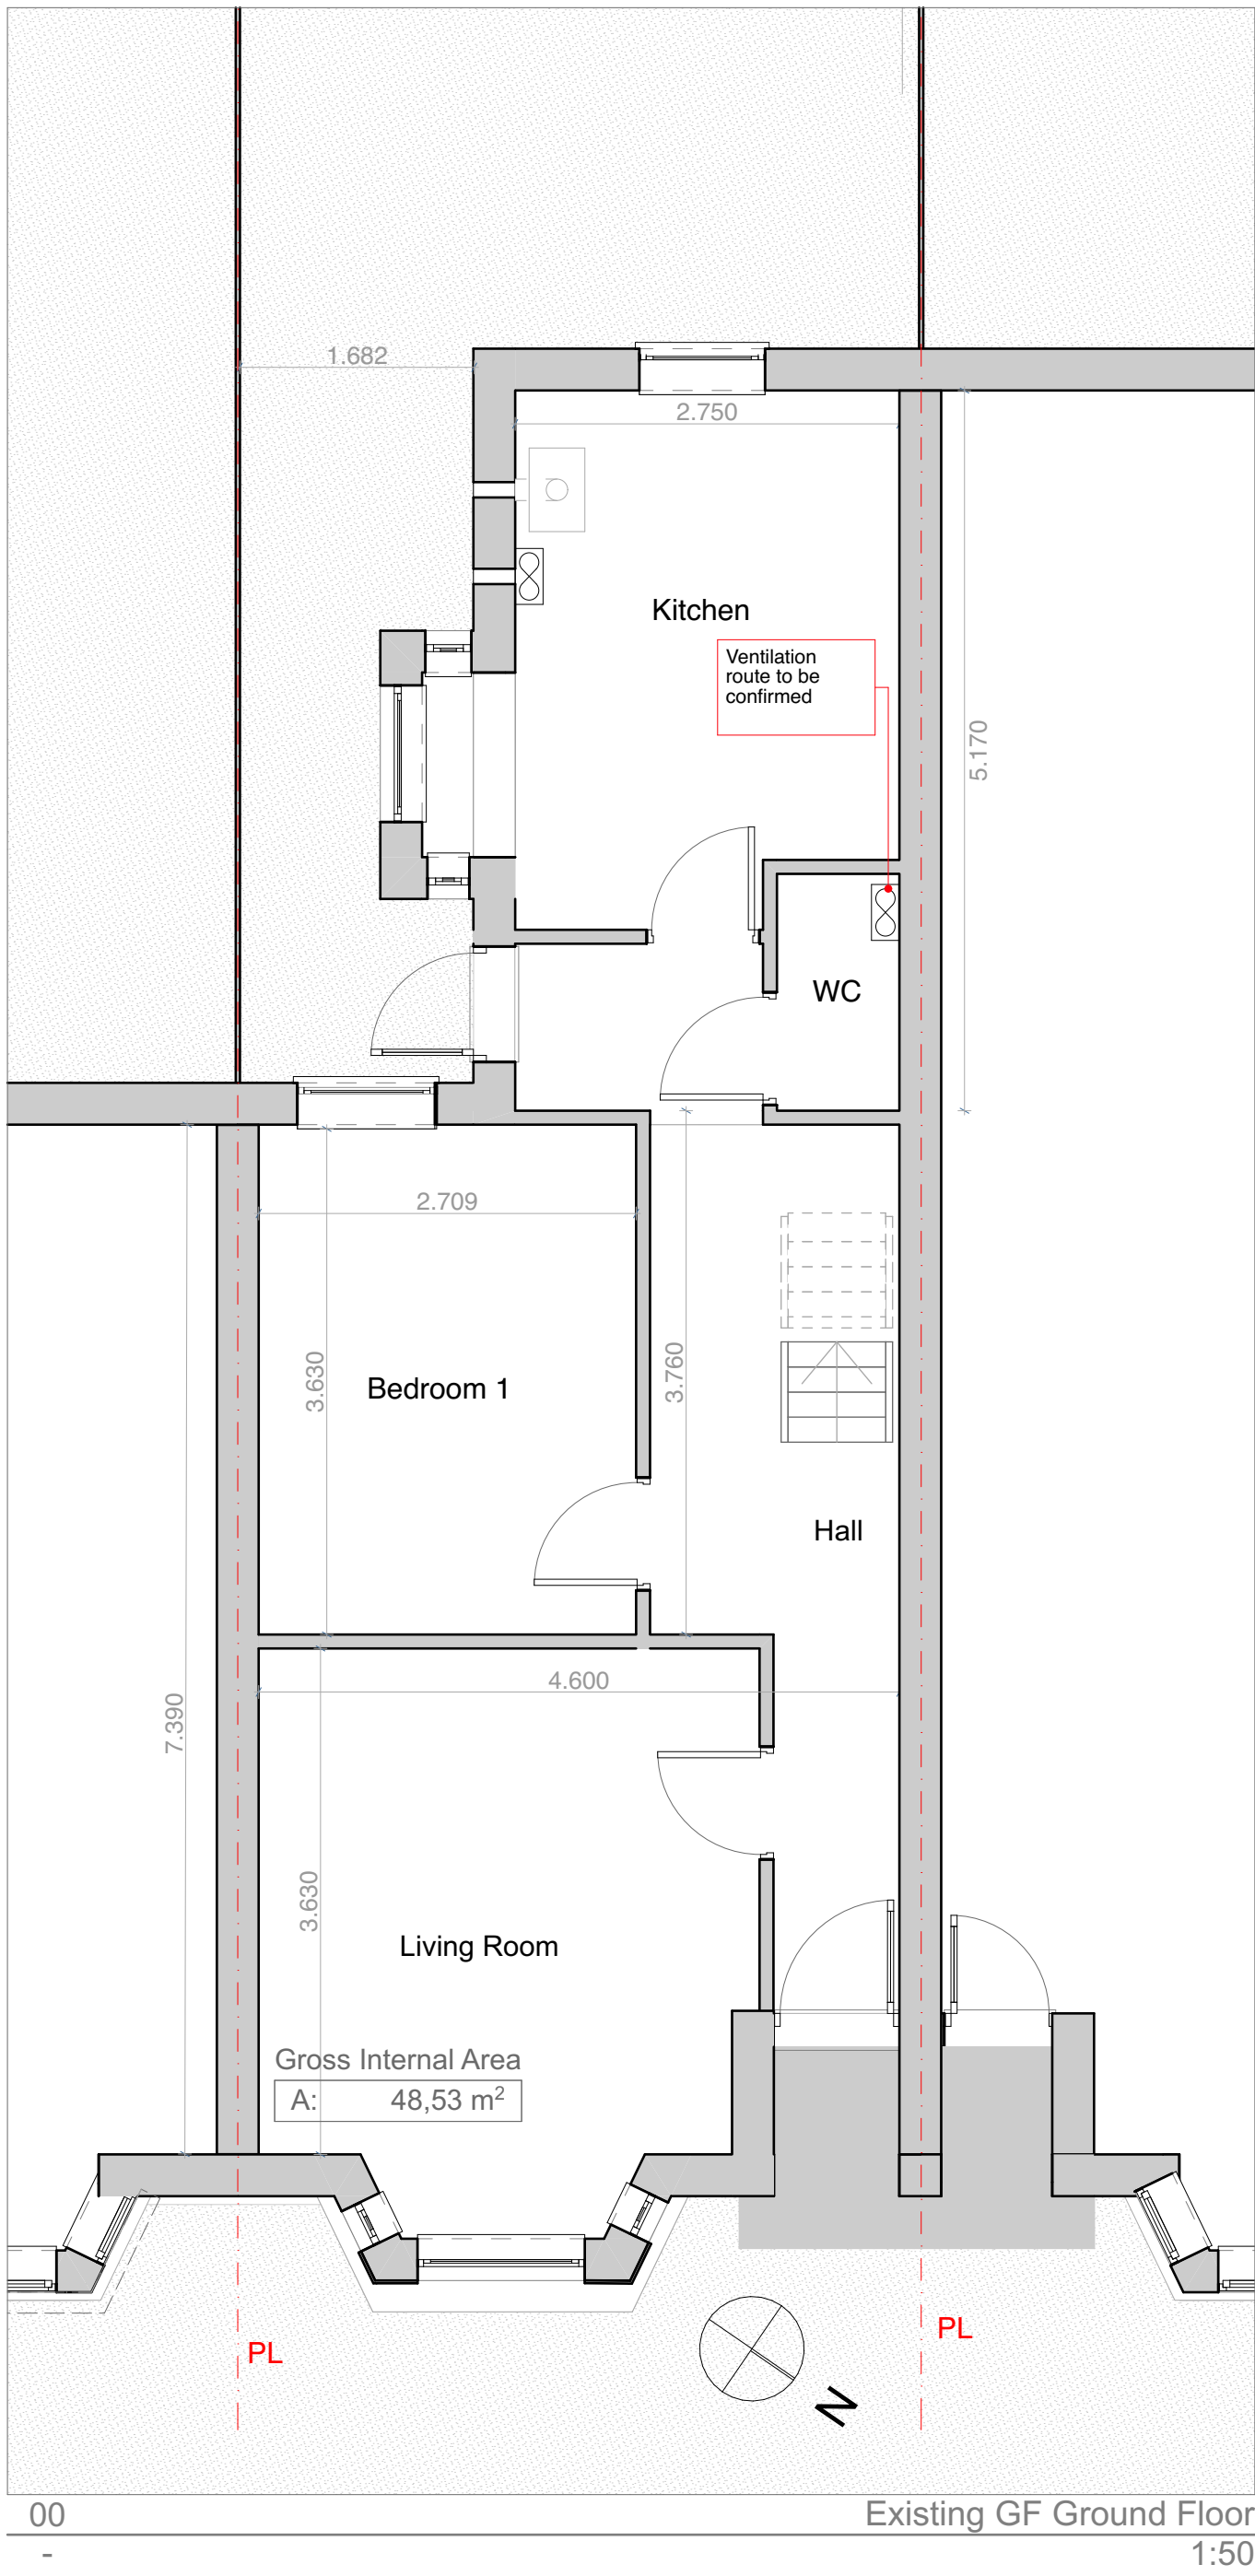 1.682
2.750
Kitchen
Ventilation
route to be
confirmed
5.170
WC
2.709
3.630
Bedroom 1
3.760
Hall
4.600
7.390
3.630
Living Room
Gross Internal Area
A: 48,53 m²
PL
PL
N
00
Existing GF Ground Floor
-
1:50